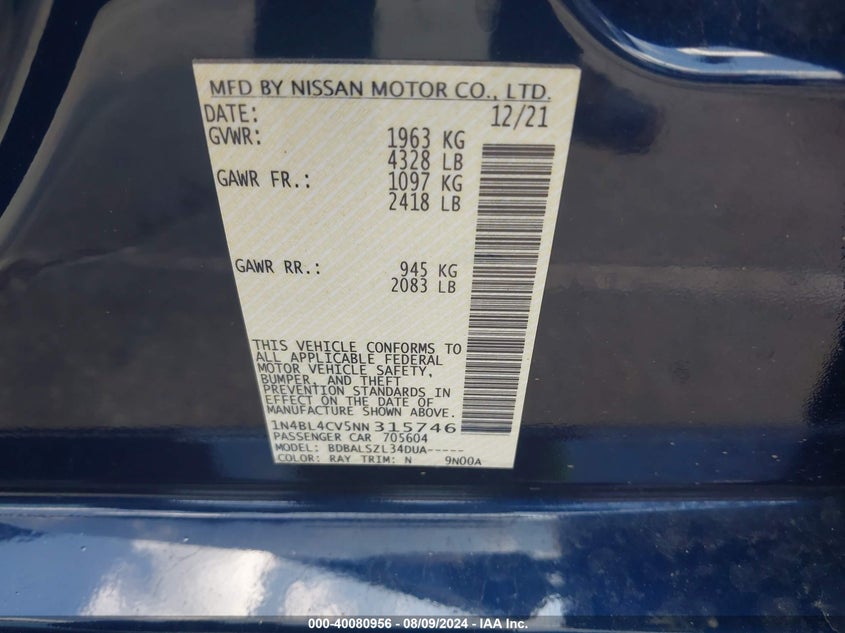 MFD BY NISSAN MOTOR CO., LTD.
DATE: 12/21
GVWR: 1963 KG
4328 LB
GAWR FR.: 1097 KG
2418 LB
GAWR RR.: 945 KG
2083 LB
THIS VEHICLE CONFORMS TO
ALL APPLICABLE FEDERAL
MOTOR VEHICLE SAFETY,
BUMPER, AND THEFT
PREVENTION STANDARDS IN
EFFECT ON THE DATE OF
MANUFACTURE SHOWN ABOVE.
1N4BL4CV5NN315746
PASSENGER CAR 705604
MODEL: BDBALSZL34DUA-----
COLOR: RAY TRIM: N 9N00A
000-40080956 - 08/09/2024 - IAA Inc.